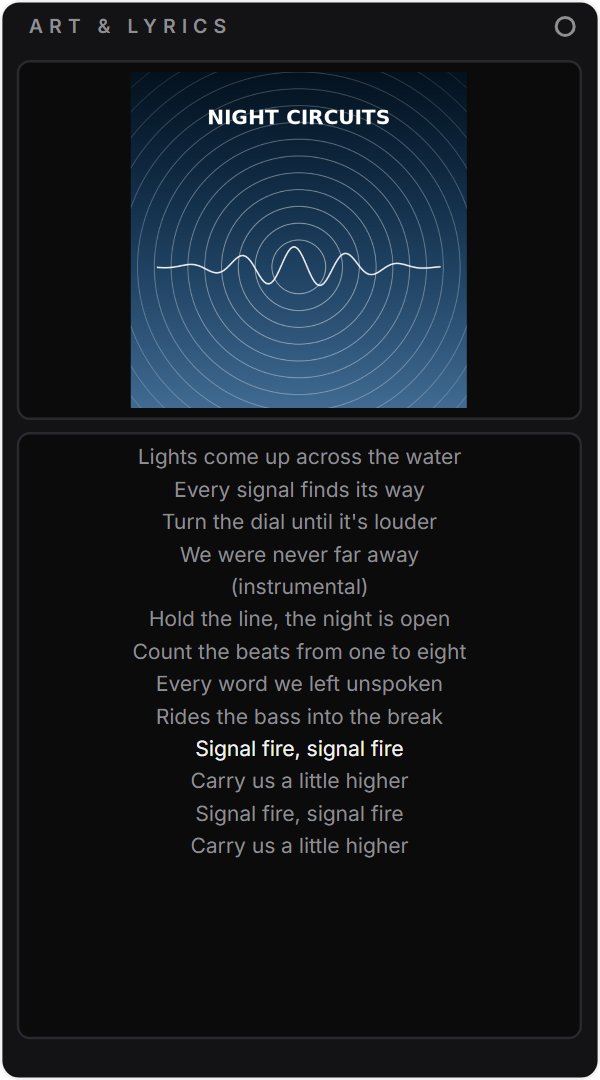 ART & LYRICS
NIGHT CIRCUITS
Lights come up across the water
Every signal finds its way
Turn the dial until it's louder
We were never far away
(instrumental)
Hold the line, the night is open
Count the beats from one to eight
Every word we left unspoken
Rides the bass into the break
Signal fire, signal fire
Carry us a little higher
Signal fire, signal fire
Carry us a little higher